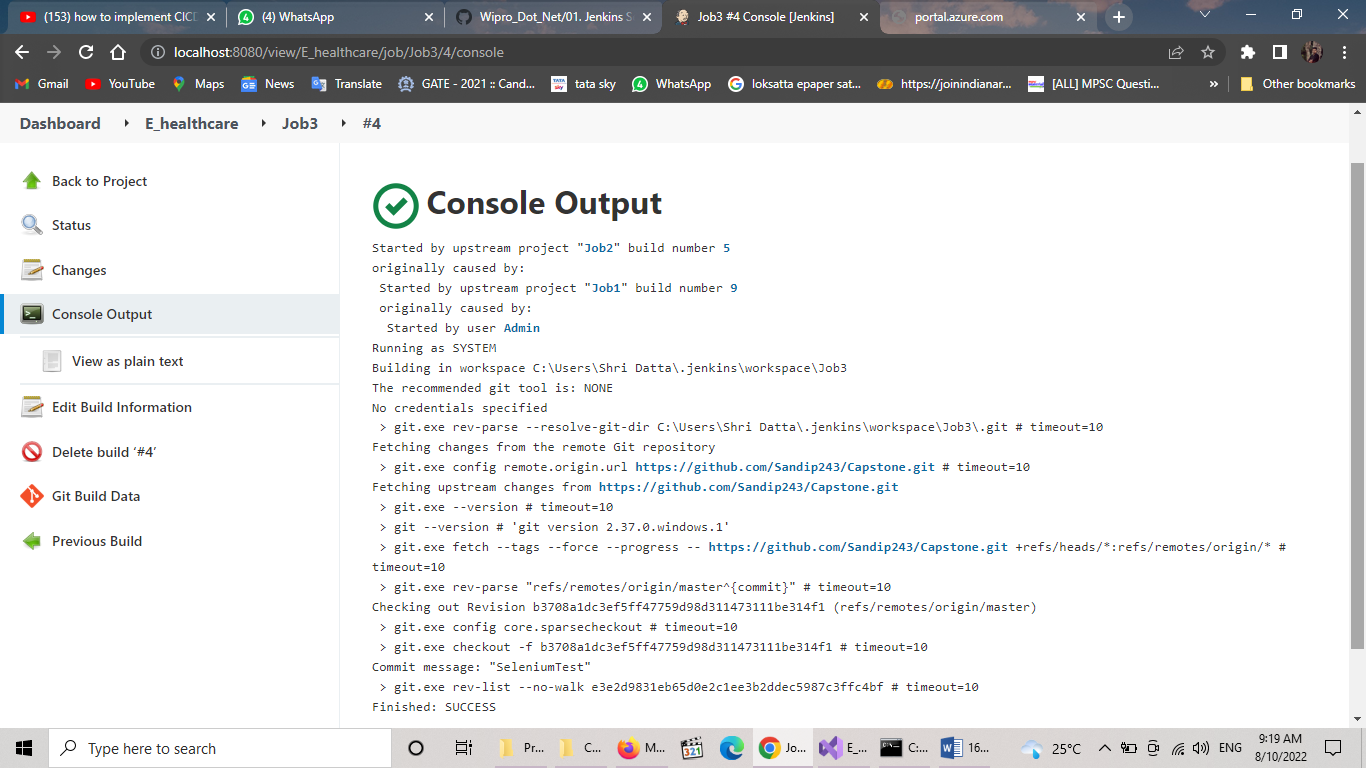 (153) how to implement CICD
(4) WhatsApp
Wipro_Dot_Net/01. Jenkins S
Job3 #4 Console [Jenkins]
portal.azure.com
localhost:8080/view/E_healthcare/job/Job3/4/console
Gmail
YouTube
Maps
News
Translate
GATE - 2021 :: Cand...
tata sky
WhatsApp
loksatta epaper sat...
https://joinindianar...
[ALL] MPSC Questi...
»
Other bookmarks
Dashboard
E_healthcare
Job3
#4
Back to Project
Status
Changes
Console Output
View as plain text
Edit Build Information
Delete build ‘#4’
Git Build Data
Previous Build
Console Output
Started by upstream project "Job2" build number 5
originally caused by:
Started by upstream project "Job1" build number 9
originally caused by:
Started by user Admin
Running as SYSTEM
Building in workspace C:\Users\Shri Datta\.jenkins\workspace\Job3
The recommended git tool is: NONE
No credentials specified
> git.exe rev-parse --resolve-git-dir C:\Users\Shri Datta\.jenkins\workspace\Job3\.git # timeout=10
Fetching changes from the remote Git repository
> git.exe config remote.origin.url https://github.com/Sandip243/Capstone.git # timeout=10
Fetching upstream changes from https://github.com/Sandip243/Capstone.git
> git.exe --version # timeout=10
> git --version # 'git version 2.37.0.windows.1'
> git.exe fetch --tags --force --progress -- https://github.com/Sandip243/Capstone.git +refs/heads/*:refs/remotes/origin/* #
timeout=10
> git.exe rev-parse "refs/remotes/origin/master^{commit}" # timeout=10
Checking out Revision b3708a1dc3ef5ff47759d98d311473111be314f1 (refs/remotes/origin/master)
> git.exe config core.sparsecheckout # timeout=10
> git.exe checkout -f b3708a1dc3ef5ff47759d98d311473111be314f1 # timeout=10
Commit message: "SeleniumTest"
> git.exe rev-list --no-walk e3e2d9831eb65d0e2c1ee3b2ddec5987c3ffc4bf # timeout=10
Finished: SUCCESS
Type here to search
Pr...
C...
M...
321
Jo...
E_...
C:...
16...
25°C
ENG
9:19 AM
8/10/2022